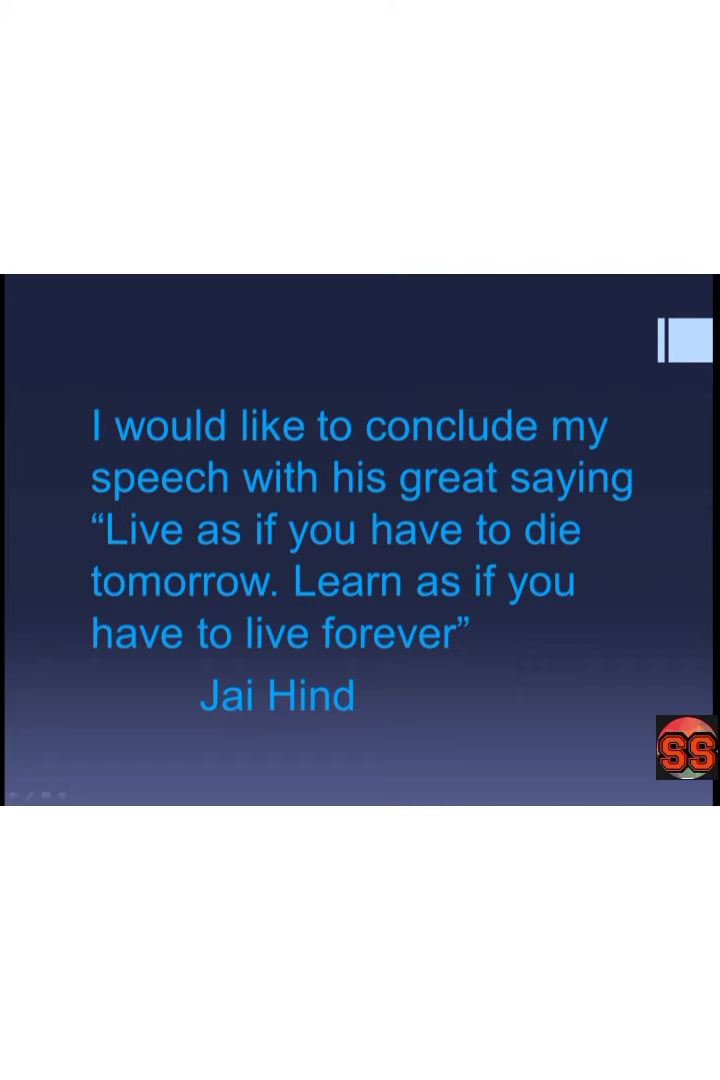 I would like to conclude my
speech with his great saying
“Live as if you have to die
tomorrow. Learn as if you
have to live forever”
Jai Hind
SS